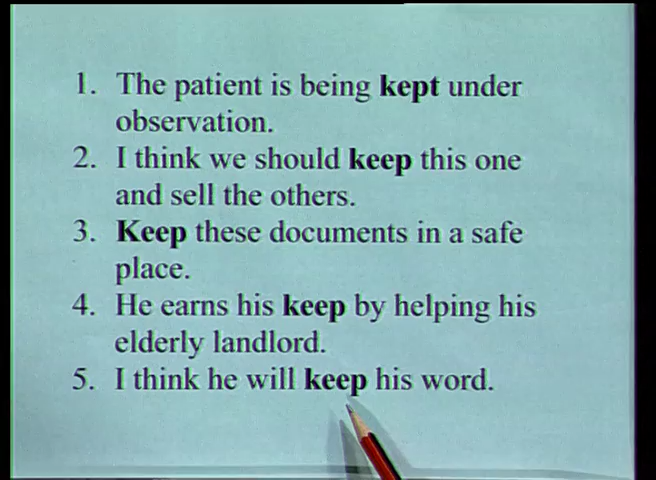 1. The patient is being kept under
observation.
2. I think we should keep this one
and sell the others.
3. Keep these documents in a safe
place.
4. He earns his keep by helping his
elderly landlord.
5. I think he will keep his word.